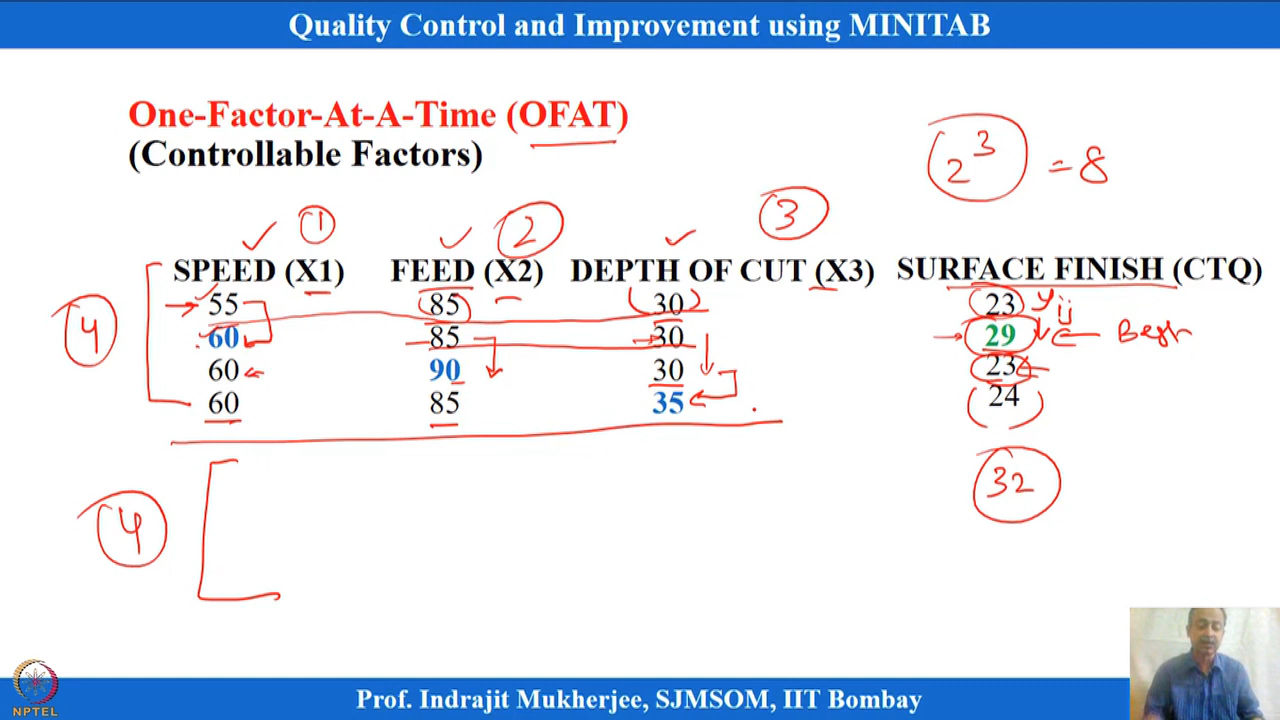 Quality Control and Improvement using MINITAB
One-Factor-At-A-Time (OFAT)
(Controllable Factors)
2³ = 8
1 2 3
SPEED (X1) FEED (X2) DEPTH OF CUT (X3) SURFACE FINISH (CTQ)
55 85 30 23 yij
4 60 85 30 29 Best
60 90 30 23
60 85 35 24
32
4
NPTEL
Prof. Indrajit Mukherjee, SJMSOM, IIT Bombay